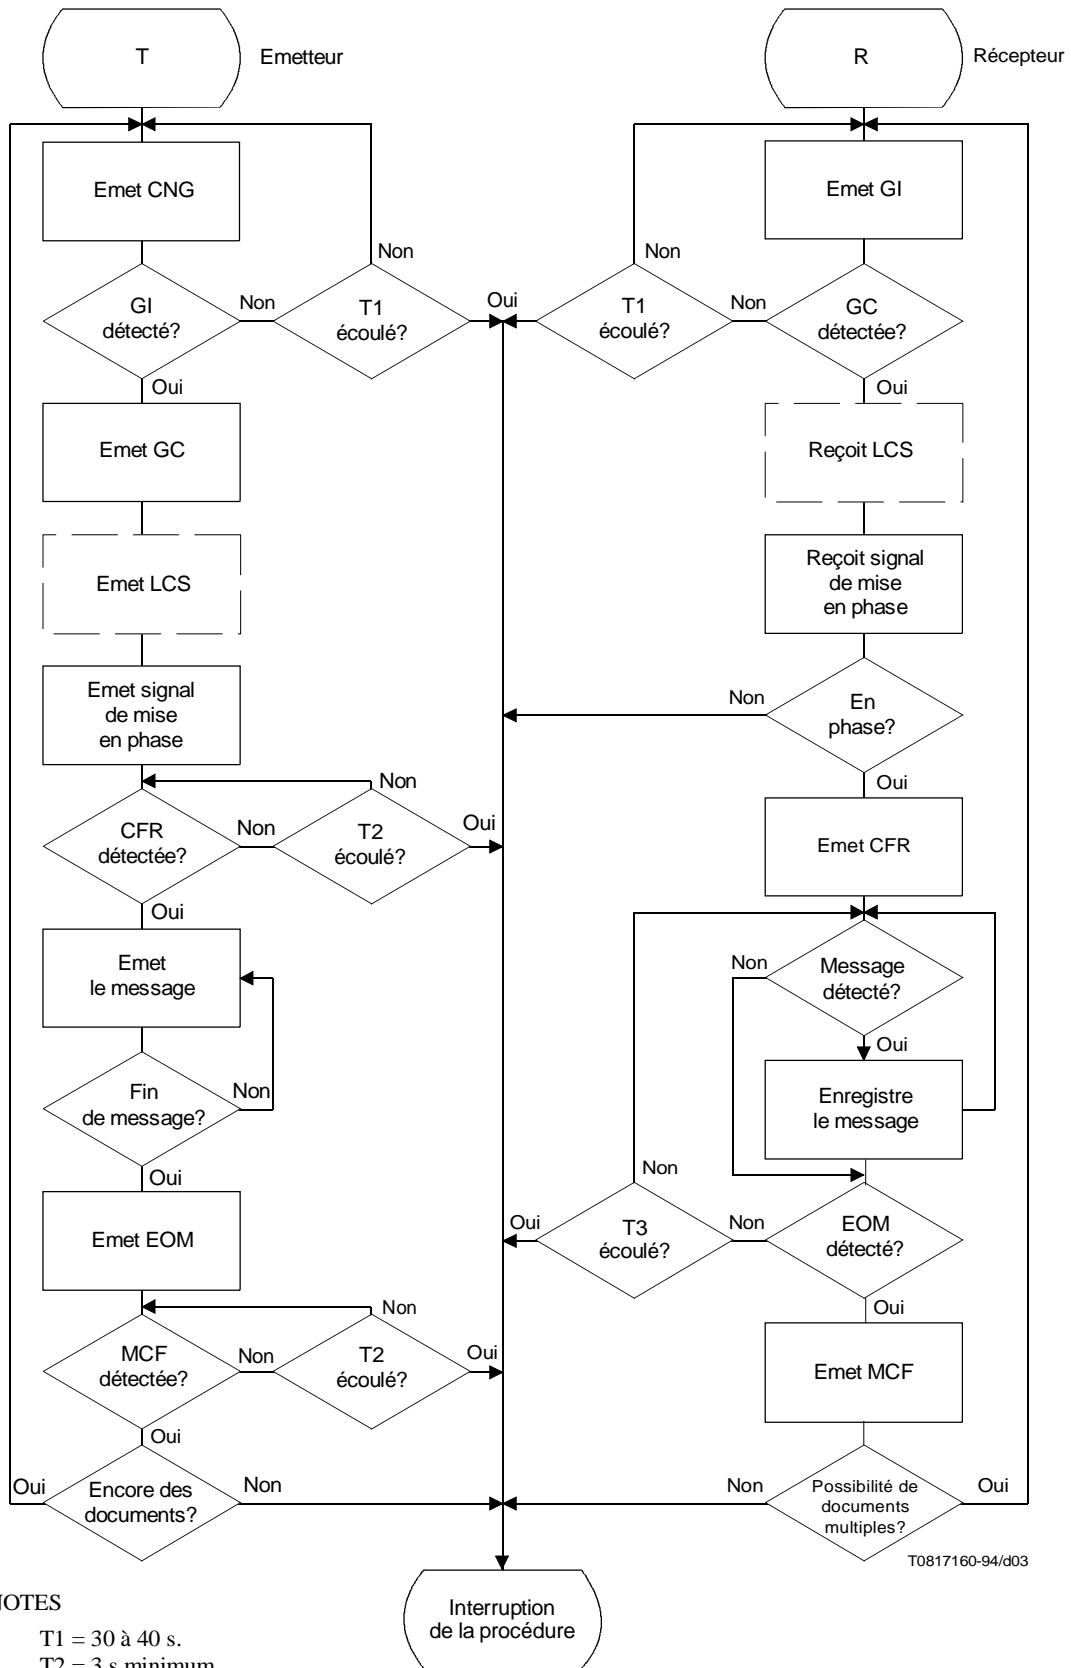 T
Emetteur
R
Récepteur
Emet CNG
Emet GI
Non
Non
GI
détecté?
Non
T1
écoulé?
Oui
T1
écoulé?
Non
GC
détectée?
Oui
Oui
Emet GC
Reçoit LCS
Emet LCS
Reçoit signal
de mise
en phase
Emet signal
de mise
en phase
Non
En
phase?
Non
Oui
CFR
détectée?
Non
T2
écoulé?
Oui
Emet CFR
Oui
Emet
le message
Non
Message
détecté?
Oui
Fin
de message?
Non
Enregistre
le message
Oui
Non
Emet EOM
Oui
T3
écoulé?
Non
EOM
détecté?
Non
Oui
MCF
détectée?
Non
T2
écoulé?
Oui
Emet MCF
Oui
Oui
Encore des
documents?
Non
Non
Possibilité de
documents
multiples?
Oui
T0817160-94/d03
NOTES
Interruption
de la procédure
T1 = 30 à 40 s.
T2 = 3 s minimum